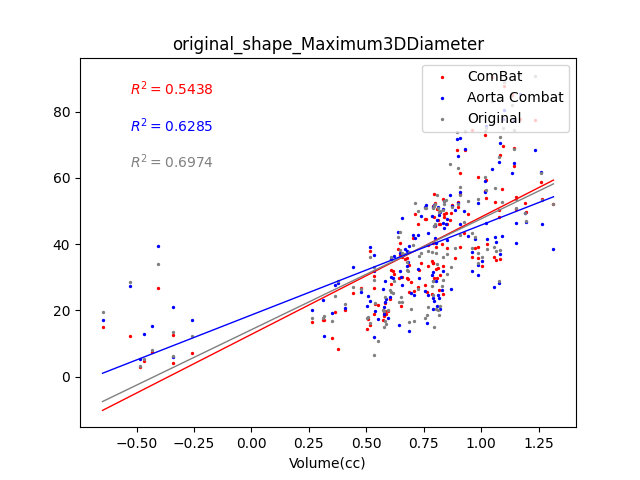 original_shape_Maximum3DDiameter
R² = 0.5438
R² = 0.6285
R² = 0.6974
ComBat
Aorta Combat
Original
80
60
40
20
0
−0.50 −0.25 0.00 0.25 0.50 0.75 1.00 1.25
Volume(cc)